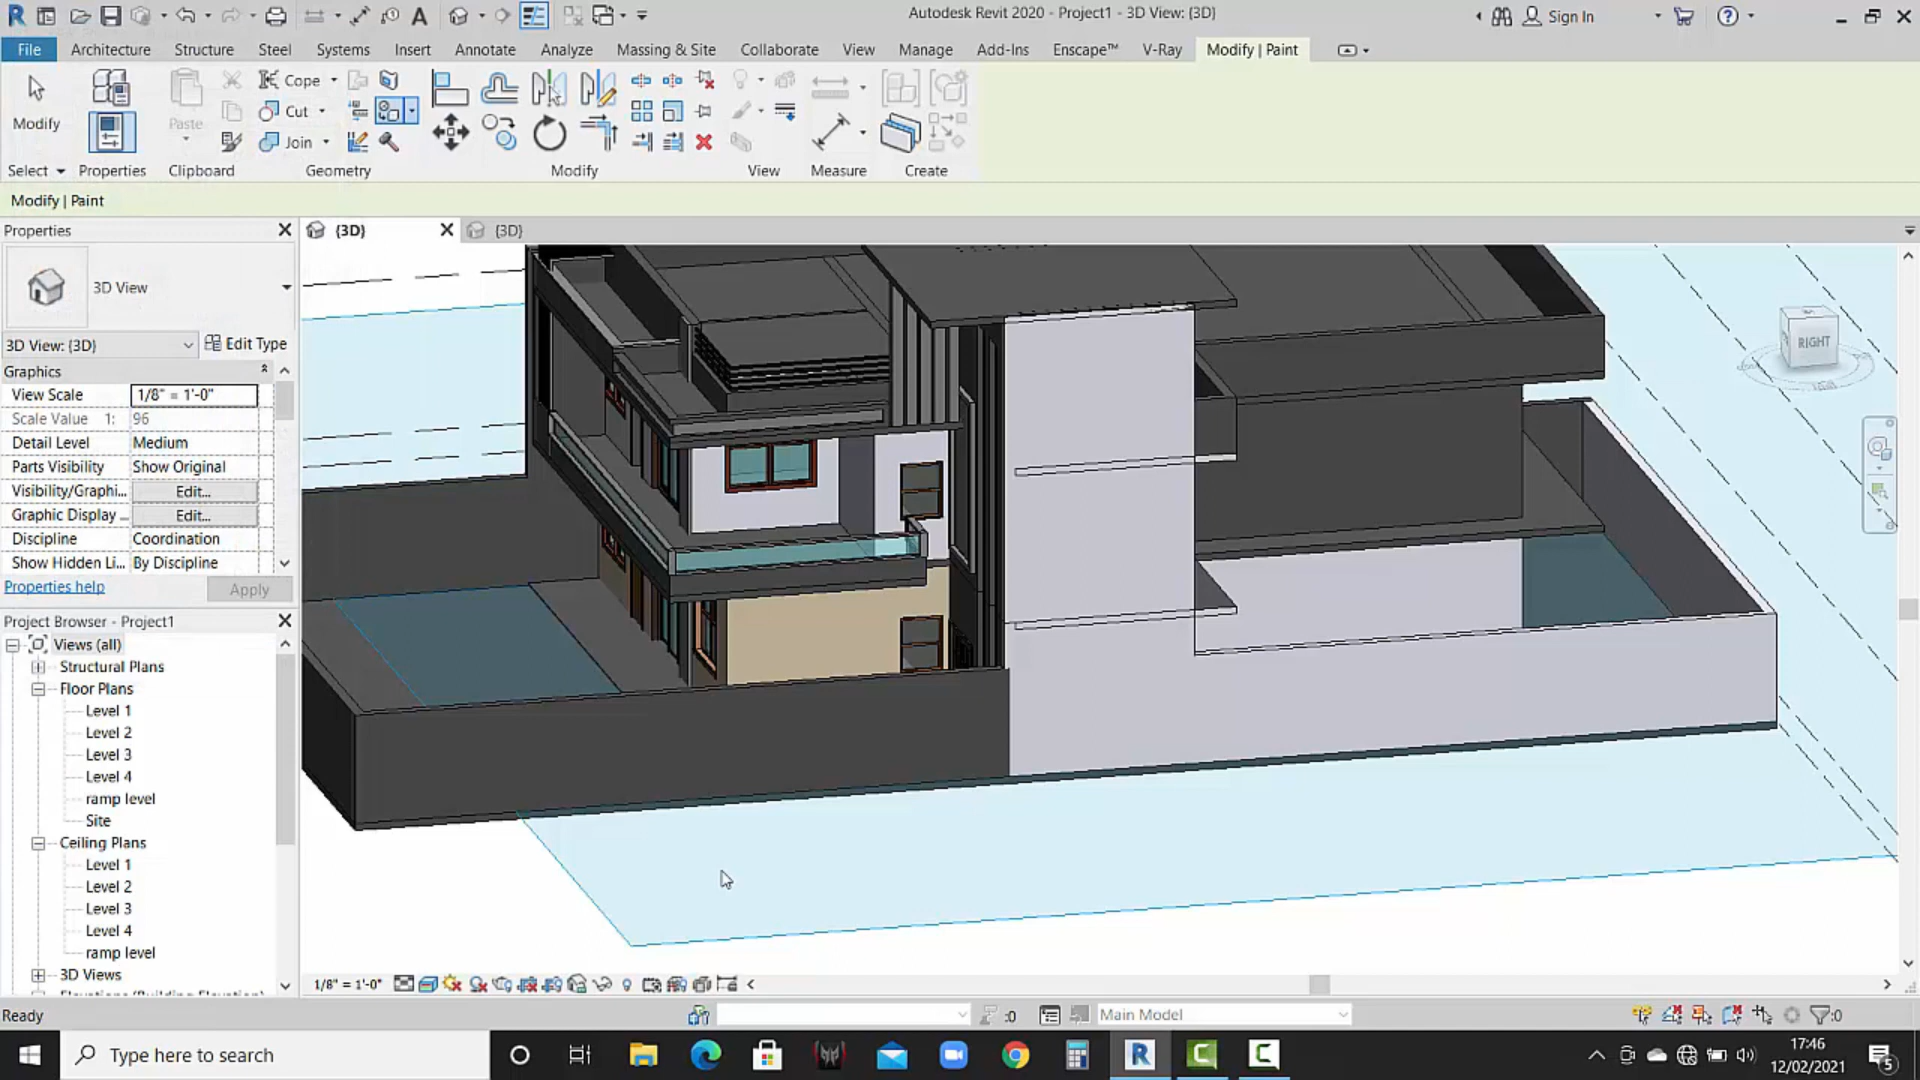 Autodesk Revit 2020 - Project1 - 3D View: {3D}
Sign In
File
Architecture
Structure
Steel
Systems
Insert
Annotate
Analyze
Massing & Site
Collaborate
View
Manage
Add-Ins
Enscape™
V-Ray
Modify | Paint
Modify
Paste
Cope
Cut
Join
Select
Properties
Clipboard
Geometry
Modify
View
Measure
Create
Modify | Paint
Properties
{3D}
{3D}
3D View
3D View: {3D}
Edit Type
Graphics
View Scale
1/8" = 1'-0"
Scale Value 1:
96
Detail Level
Medium
Parts Visibility
Show Original
Visibility/Graphi...
Edit...
Graphic Display ...
Edit...
Discipline
Coordination
Show Hidden Li...
By Discipline
Properties help
Apply
Project Browser - Project1
Views (all)
Structural Plans
Floor Plans
Level 1
Level 2
Level 3
Level 4
ramp level
Site
Ceiling Plans
Level 1
Level 2
Level 3
Level 4
ramp level
3D Views
Elevations (Building Elevation)
RIGHT
1/8" = 1'-0"
Ready
:0
Main Model
:0
Type here to search
17:46
12/02/2021
5